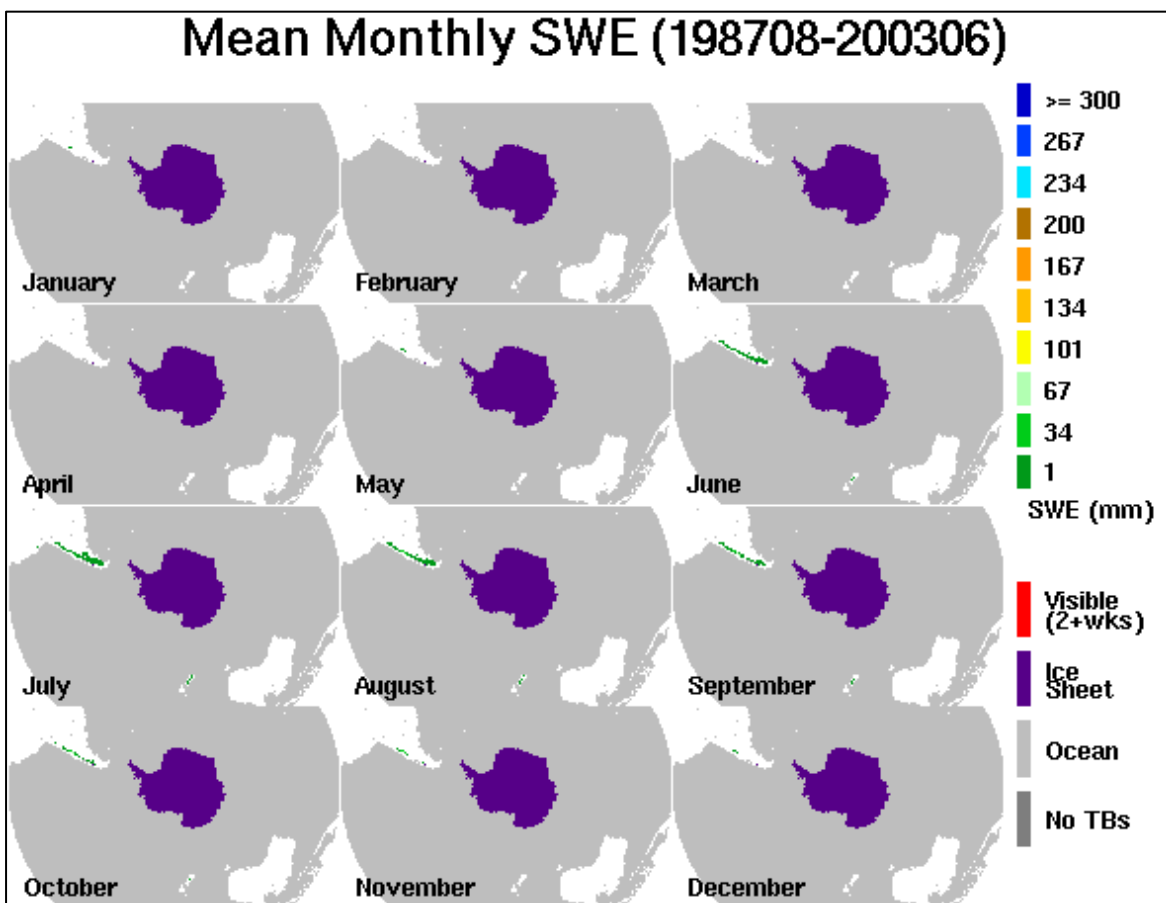 Mean Monthly SWE (198708-200306)
>= 300
267
234
200
167
134
101
67
34
1
SWE (mm)
Visible
(2+wks)
Ice
Sheet
Ocean
No TBs
January
February
March
April
May
June
July
August
September
October
November
December